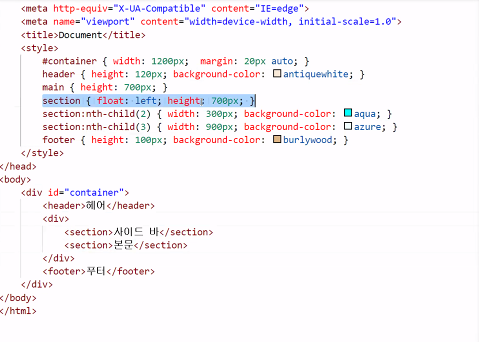 <meta http-equiv="X-UA-Compatible" content="IE=edge">
<meta name="viewport" content="width=device-width, initial-scale=1.0">
<title>Document</title>
<style>
#container { width: 1200px;  margin: 20px auto; }
header { height: 120px; background-color: antiquewhite; }
main { height: 700px; }
section { float: left; height: 700px; }
section:nth-child(2) { width: 300px; background-color: aqua; }
section:nth-child(3) { width: 900px; background-color: azure; }
footer { height: 100px; background-color: burlywood; }
</style>
</head>
<body>
<div id="container">
<header>헤어</header>
<div>
<section>사이드 바</section>
<section>본문</section>
</div>
<footer>푸터</footer>
</div>
</body>
</html>